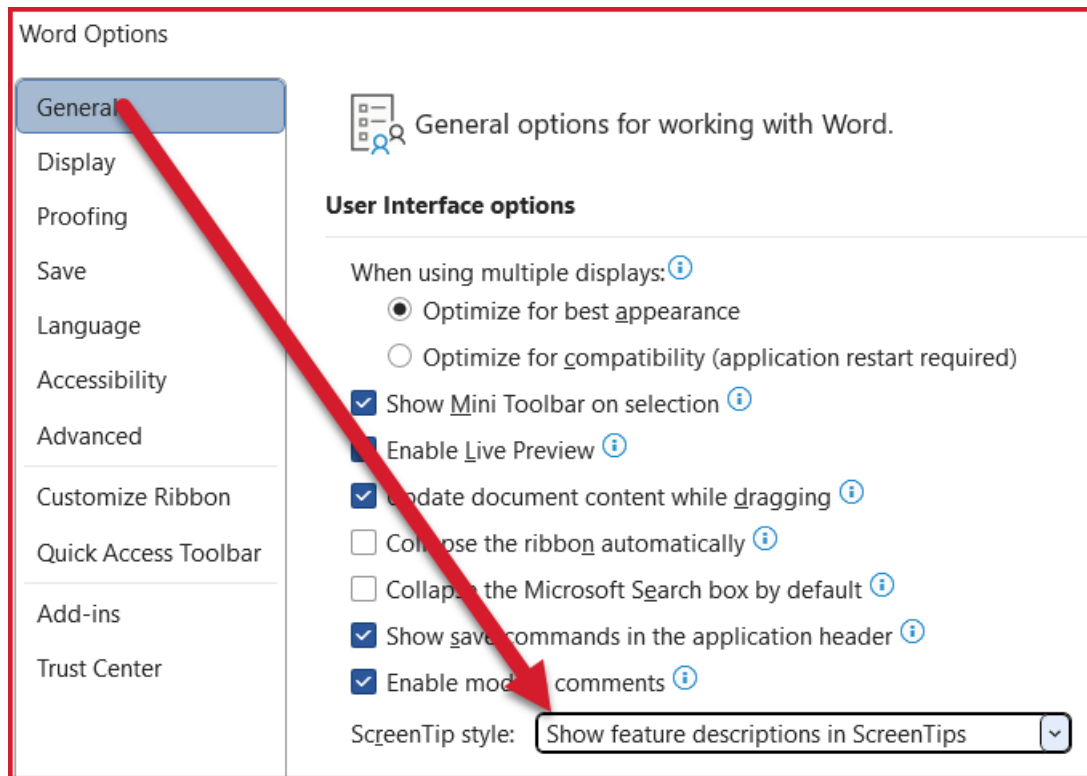 Word Options
General
Display
Proofing
Save
Language
Accessibility
Advanced
Customize Ribbon
Quick Access Toolbar
Add-ins
Trust Center
General options for working with Word.
User Interface options
When using multiple displays:
Optimize for best appearance
Optimize for compatibility (application restart required)
Show Mini Toolbar on selection
Enable Live Preview
Update document content while dragging
Collapse the ribbon automatically
Collapse the Microsoft Search box by default
Show save commands in the application header
Enable modern comments
ScreenTip style: Show feature descriptions in ScreenTips